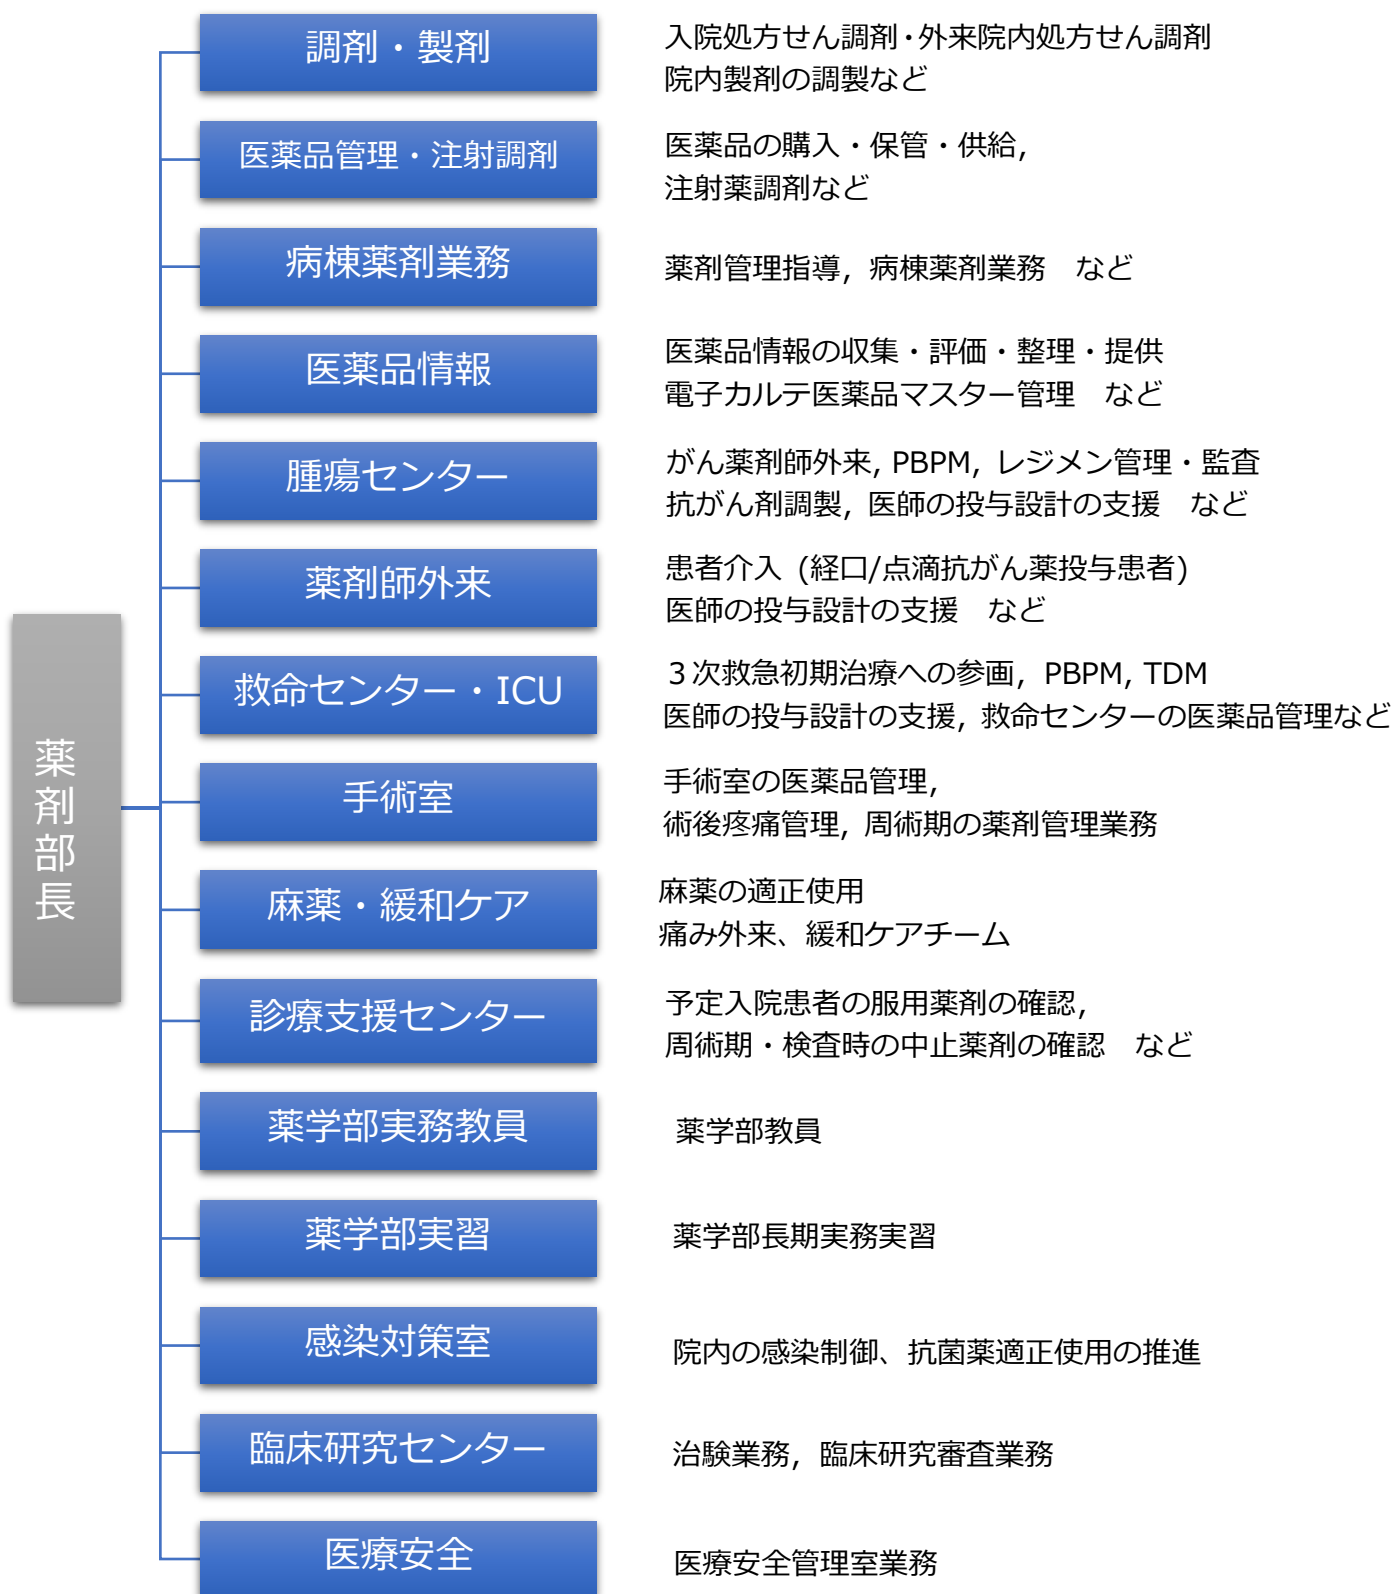 調剤・製剤
入院処方せん調剤・外来院内処方せん調剤
院内製剤の調製など
医薬品管理・注射調剤
医薬品の購入・保管・供給,
注射薬調剤など
病棟薬剤業務
薬剤管理指導, 病棟薬剤業務　など
医薬品情報
医薬品情報の収集・評価・整理・提供
電子カルテ医薬品マスター管理　など
腫瘍センター
がん薬剤師外来, PBPM, レジメン管理・監査
抗がん剤調製, 医師の投与設計の支援　など
薬剤師外来
患者介入 (経口/点滴抗がん薬投与患者)
医師の投与設計の支援　など
救命センター・ICU
３次救急初期治療への参画, PBPM, TDM
医師の投与設計の支援, 救命センターの医薬品管理など
薬剤部長
手術室
手術室の医薬品管理,
術後疼痛管理, 周術期の薬剤管理業務
麻薬・緩和ケア
麻薬の適正使用
痛み外来、緩和ケアチーム
診療支援センター
予定入院患者の服用薬剤の確認,
周術期・検査時の中止薬剤の確認　など
薬学部実務教員
薬学部教員
薬学部実習
薬学部長期実務実習
感染対策室
院内の感染制御、抗菌薬適正使用の推進
臨床研究センター
治験業務, 臨床研究審査業務
医療安全
医療安全管理室業務